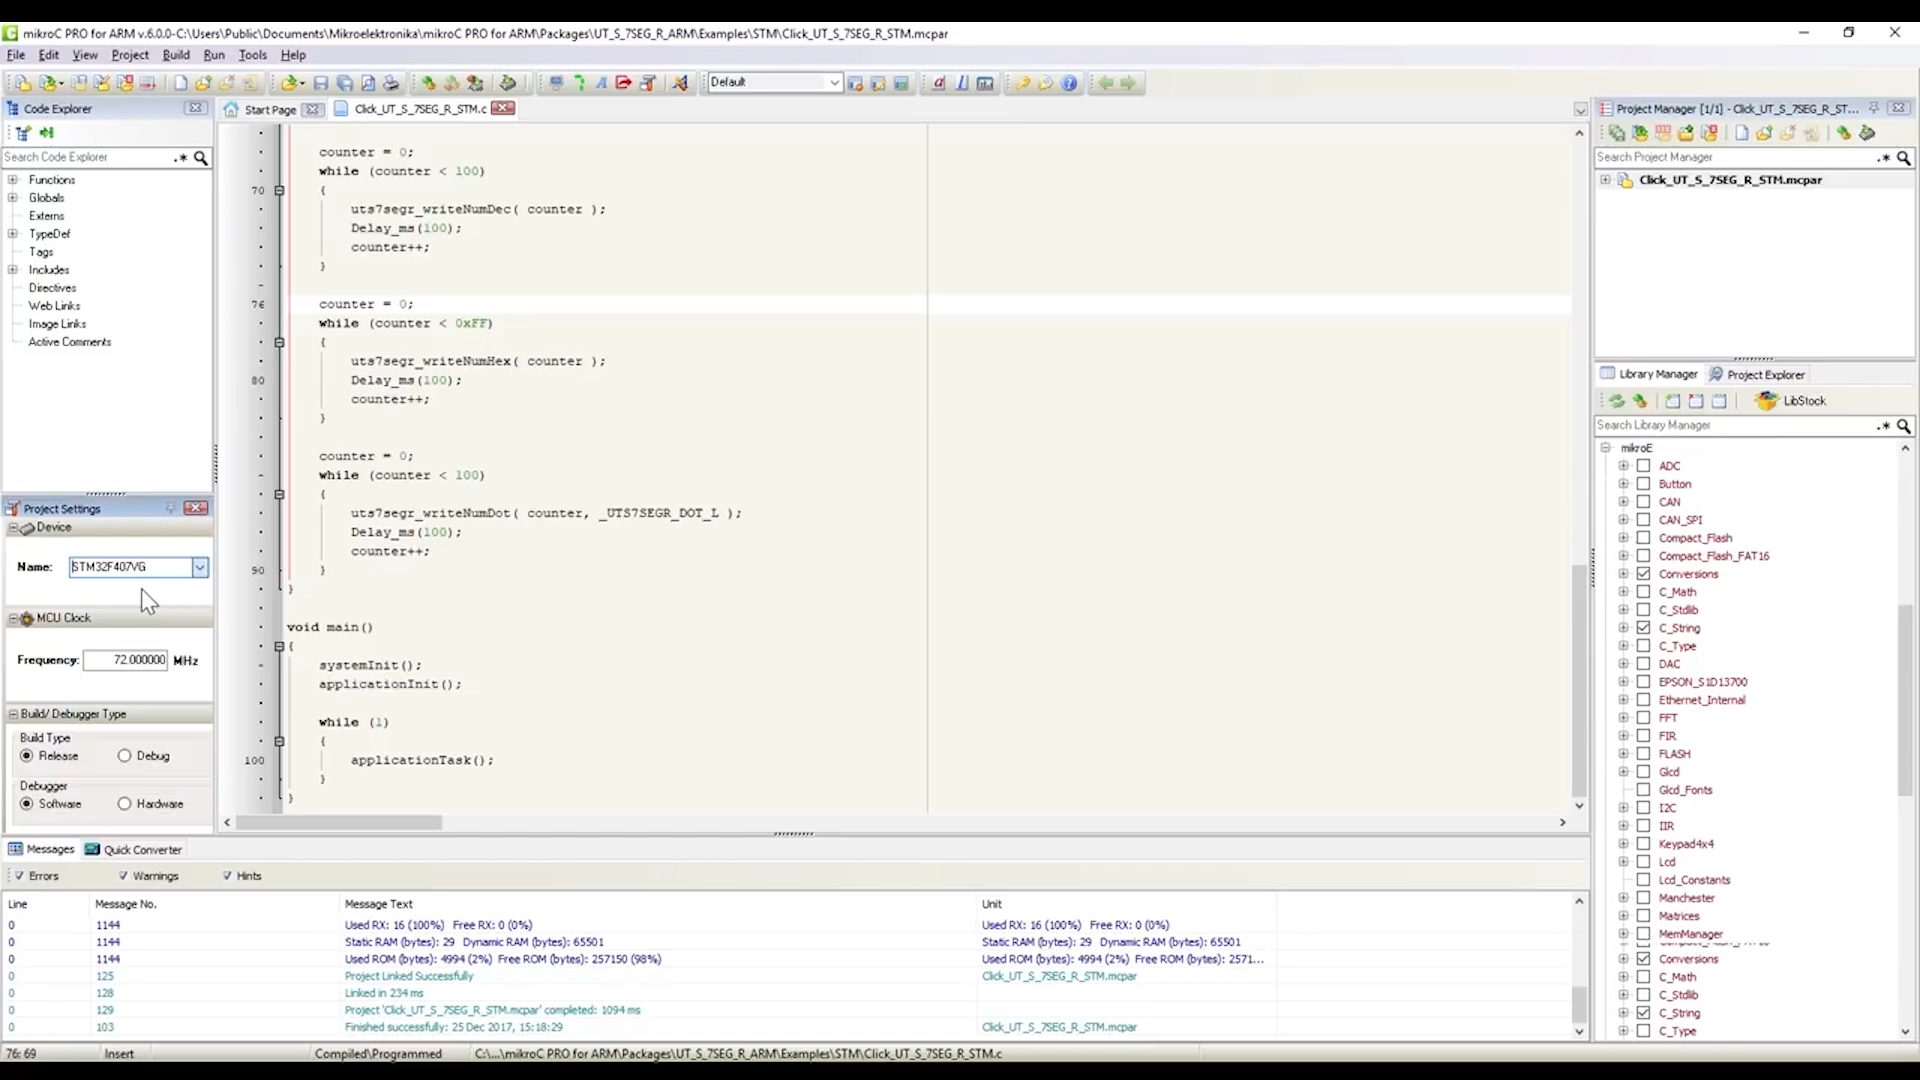 mikroC PRO for ARM v.6.0.0-C:\Users\Public\Documents\Mikroelektronika\mikroC PRO for ARM\Packages\UT_S_7SEG_R_ARM\Examples\STM\Click_UT_S_7SEG_R_STM.mcpar
File Edit View Project Build Run Tools Help
Default
Code Explorer
Search Code Explorer
Functions
Globals
Externs
TypeDef
Tags
Includes
Directives
Web Links
Image Links
Active Comments
Project Settings
Device
Name: STM32F407VG
MCU Clock
Frequency: 72.000000 MHz
Build/Debugger Type
Build Type
Release Debug
Debugger
Software Hardware
Start Page Click_UT_S_7SEG_R_STM.c
counter = 0;
while (counter < 100)
70 {
uts7segr_writeNumDec( counter );
Delay_ms(100);
counter++;
}
76 counter = 0;
while (counter < 0xFF)
{
uts7segr_writeNumHex( counter );
80 Delay_ms(100);
counter++;
}
counter = 0;
while (counter < 100)
{
uts7segr_writeNumDot( counter, _UTS7SEGR_DOT_L );
Delay_ms(100);
counter++;
90 }
}
void main()
{
systemInit();
applicationInit();
while (1)
{
100 applicationTask();
}
}
Project Manager [1/1] - Click_UT_S_7SEG_R_ST...
Search Project Manager
Click_UT_S_7SEG_R_STM.mcpar
Library Manager Project Explorer
LibStock
Search Library Manager
mikroE
ADC
Button
CAN
CAN_SPI
Compact_Flash
Compact_Flash_FAT16
Conversions
C_Math
C_Stdlib
C_String
C_Type
DAC
EPSON_S1D13700
Ethernet_Internal
FFT
FIR
FLASH
Glcd
Glcd_Fonts
I2C
IIR
Keypad4x4
Lcd
Lcd_Constants
Manchester
Matrices
MemManager
Conversions
C_Math
C_Stdlib
C_String
C_Type
Messages Quick Converter
Errors Warnings Hints
Line Message No. Message Text Unit
0 1144 Used RX: 16 (100%) Free RX: 0 (0%) Used RX: 16 (100%) Free RX: 0 (0%)
0 1144 Static RAM (bytes): 29 Dynamic RAM (bytes): 65501 Static RAM (bytes): 29 Dynamic RAM (bytes): 65501
0 1144 Used ROM (bytes): 4994 (2%) Free ROM (bytes): 257150 (98%) Used ROM (bytes): 4994 (2%) Free ROM (bytes): 2571...
0 125 Project Linked Successfully Click_UT_S_7SEG_R_STM.mcpar
0 128 Linked in 234 ms
0 129 Project 'Click_UT_S_7SEG_R_STM.mcpar' completed: 1094 ms
0 103 Finished successfully: 25 Dec 2017, 15:18:29 Click_UT_S_7SEG_R_STM.mcpar
76: 69 Insert Compiled\Programmed C:\...\mikroC PRO for ARM\Packages\UT_S_7SEG_R_ARM\Examples\STM\Click_UT_S_7SEG_R_STM.c